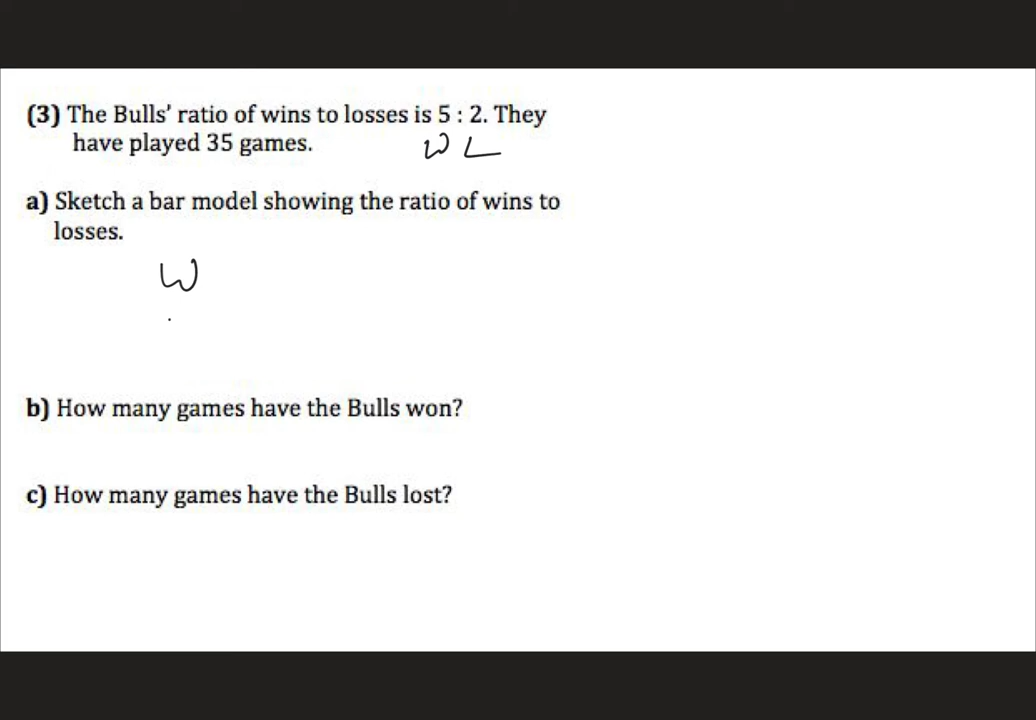 (3) The Bulls' ratio of wins to losses is 5 : 2. They
have played 35 games.
W L
a) Sketch a bar model showing the ratio of wins to
losses.
W
b) How many games have the Bulls won?
c) How many games have the Bulls lost?